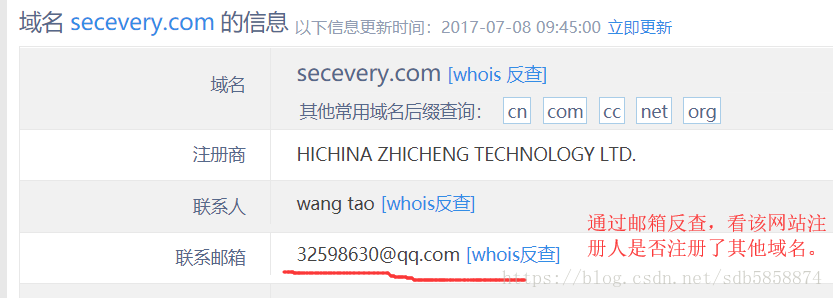 域名 secevery.com 的信息 以下信息更新时间：2017-07-08 09:45:00 立即更新
域名 secevery.com [whois 反查]
其他常用域名后缀查询： cn com cc net org
注册商 HICHINA ZHICHENG TECHNOLOGY LTD.
联系人 wang tao [whois反查]
通过邮箱反查，看该网站注
册人是否注册了其他域名。
联系邮箱 32598630@qq.com [whois反查]
https://blog.csdn.net/sdb5858874